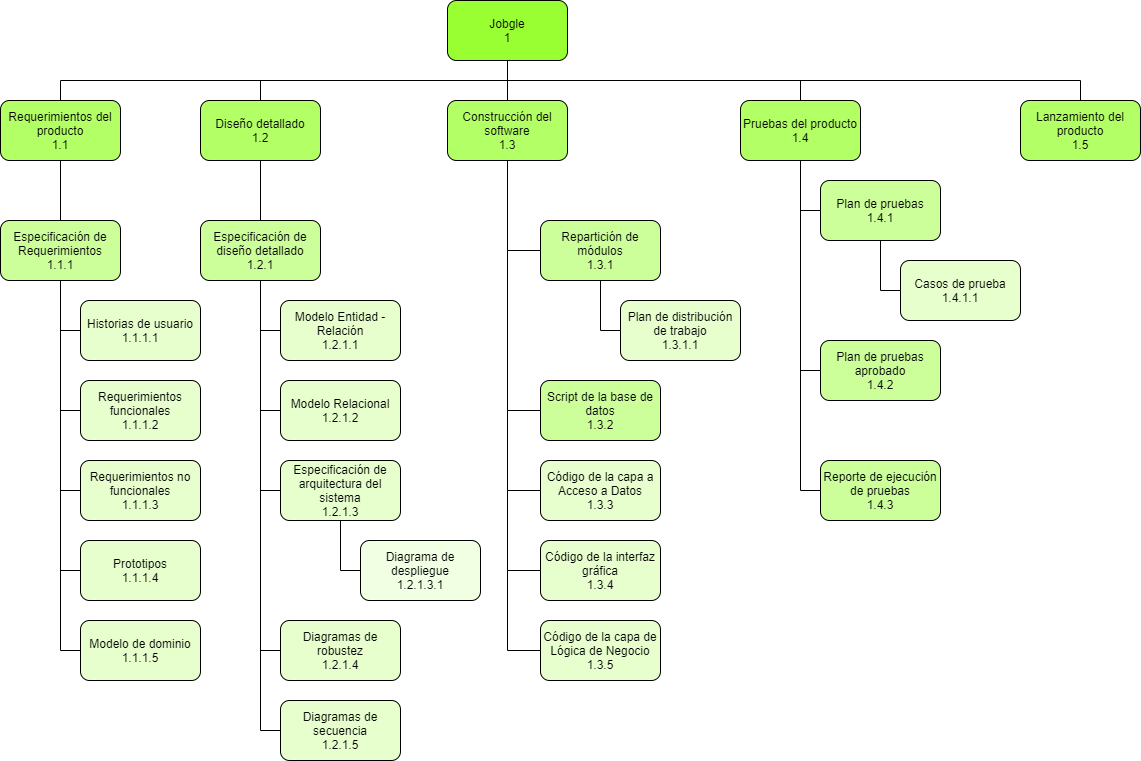 Jobgle
1
Requerimientos del
producto
1.1
Diseño detallado
1.2
Construcción del
software
1.3
Pruebas del producto
1.4
Lanzamiento del
producto
1.5
Especificación de
Requerimientos
1.1.1
Historias de usuario
1.1.1.1
Requerimientos
funcionales
1.1.1.2
Requerimientos no
funcionales
1.1.1.3
Prototipos
1.1.1.4
Modelo de dominio
1.1.1.5
Especificación de
diseño detallado
1.2.1
Modelo Entidad -
Relación
1.2.1.1
Modelo Relacional
1.2.1.2
Especificación de
arquitectura del
sistema
1.2.1.3
Diagrama de
despliegue
1.2.1.3.1
Diagramas de
robustez
1.2.1.4
Diagramas de
secuencia
1.2.1.5
Repartición de
módulos
1.3.1
Plan de distribución
de trabajo
1.3.1.1
Script de la base de
datos
1.3.2
Código de la capa a
Acceso a Datos
1.3.3
Código de la interfaz
gráfica
1.3.4
Código de la capa de
Lógica de Negocio
1.3.5
Plan de pruebas
1.4.1
Casos de prueba
1.4.1.1
Plan de pruebas
aprobado
1.4.2
Reporte de ejecución
de pruebas
1.4.3